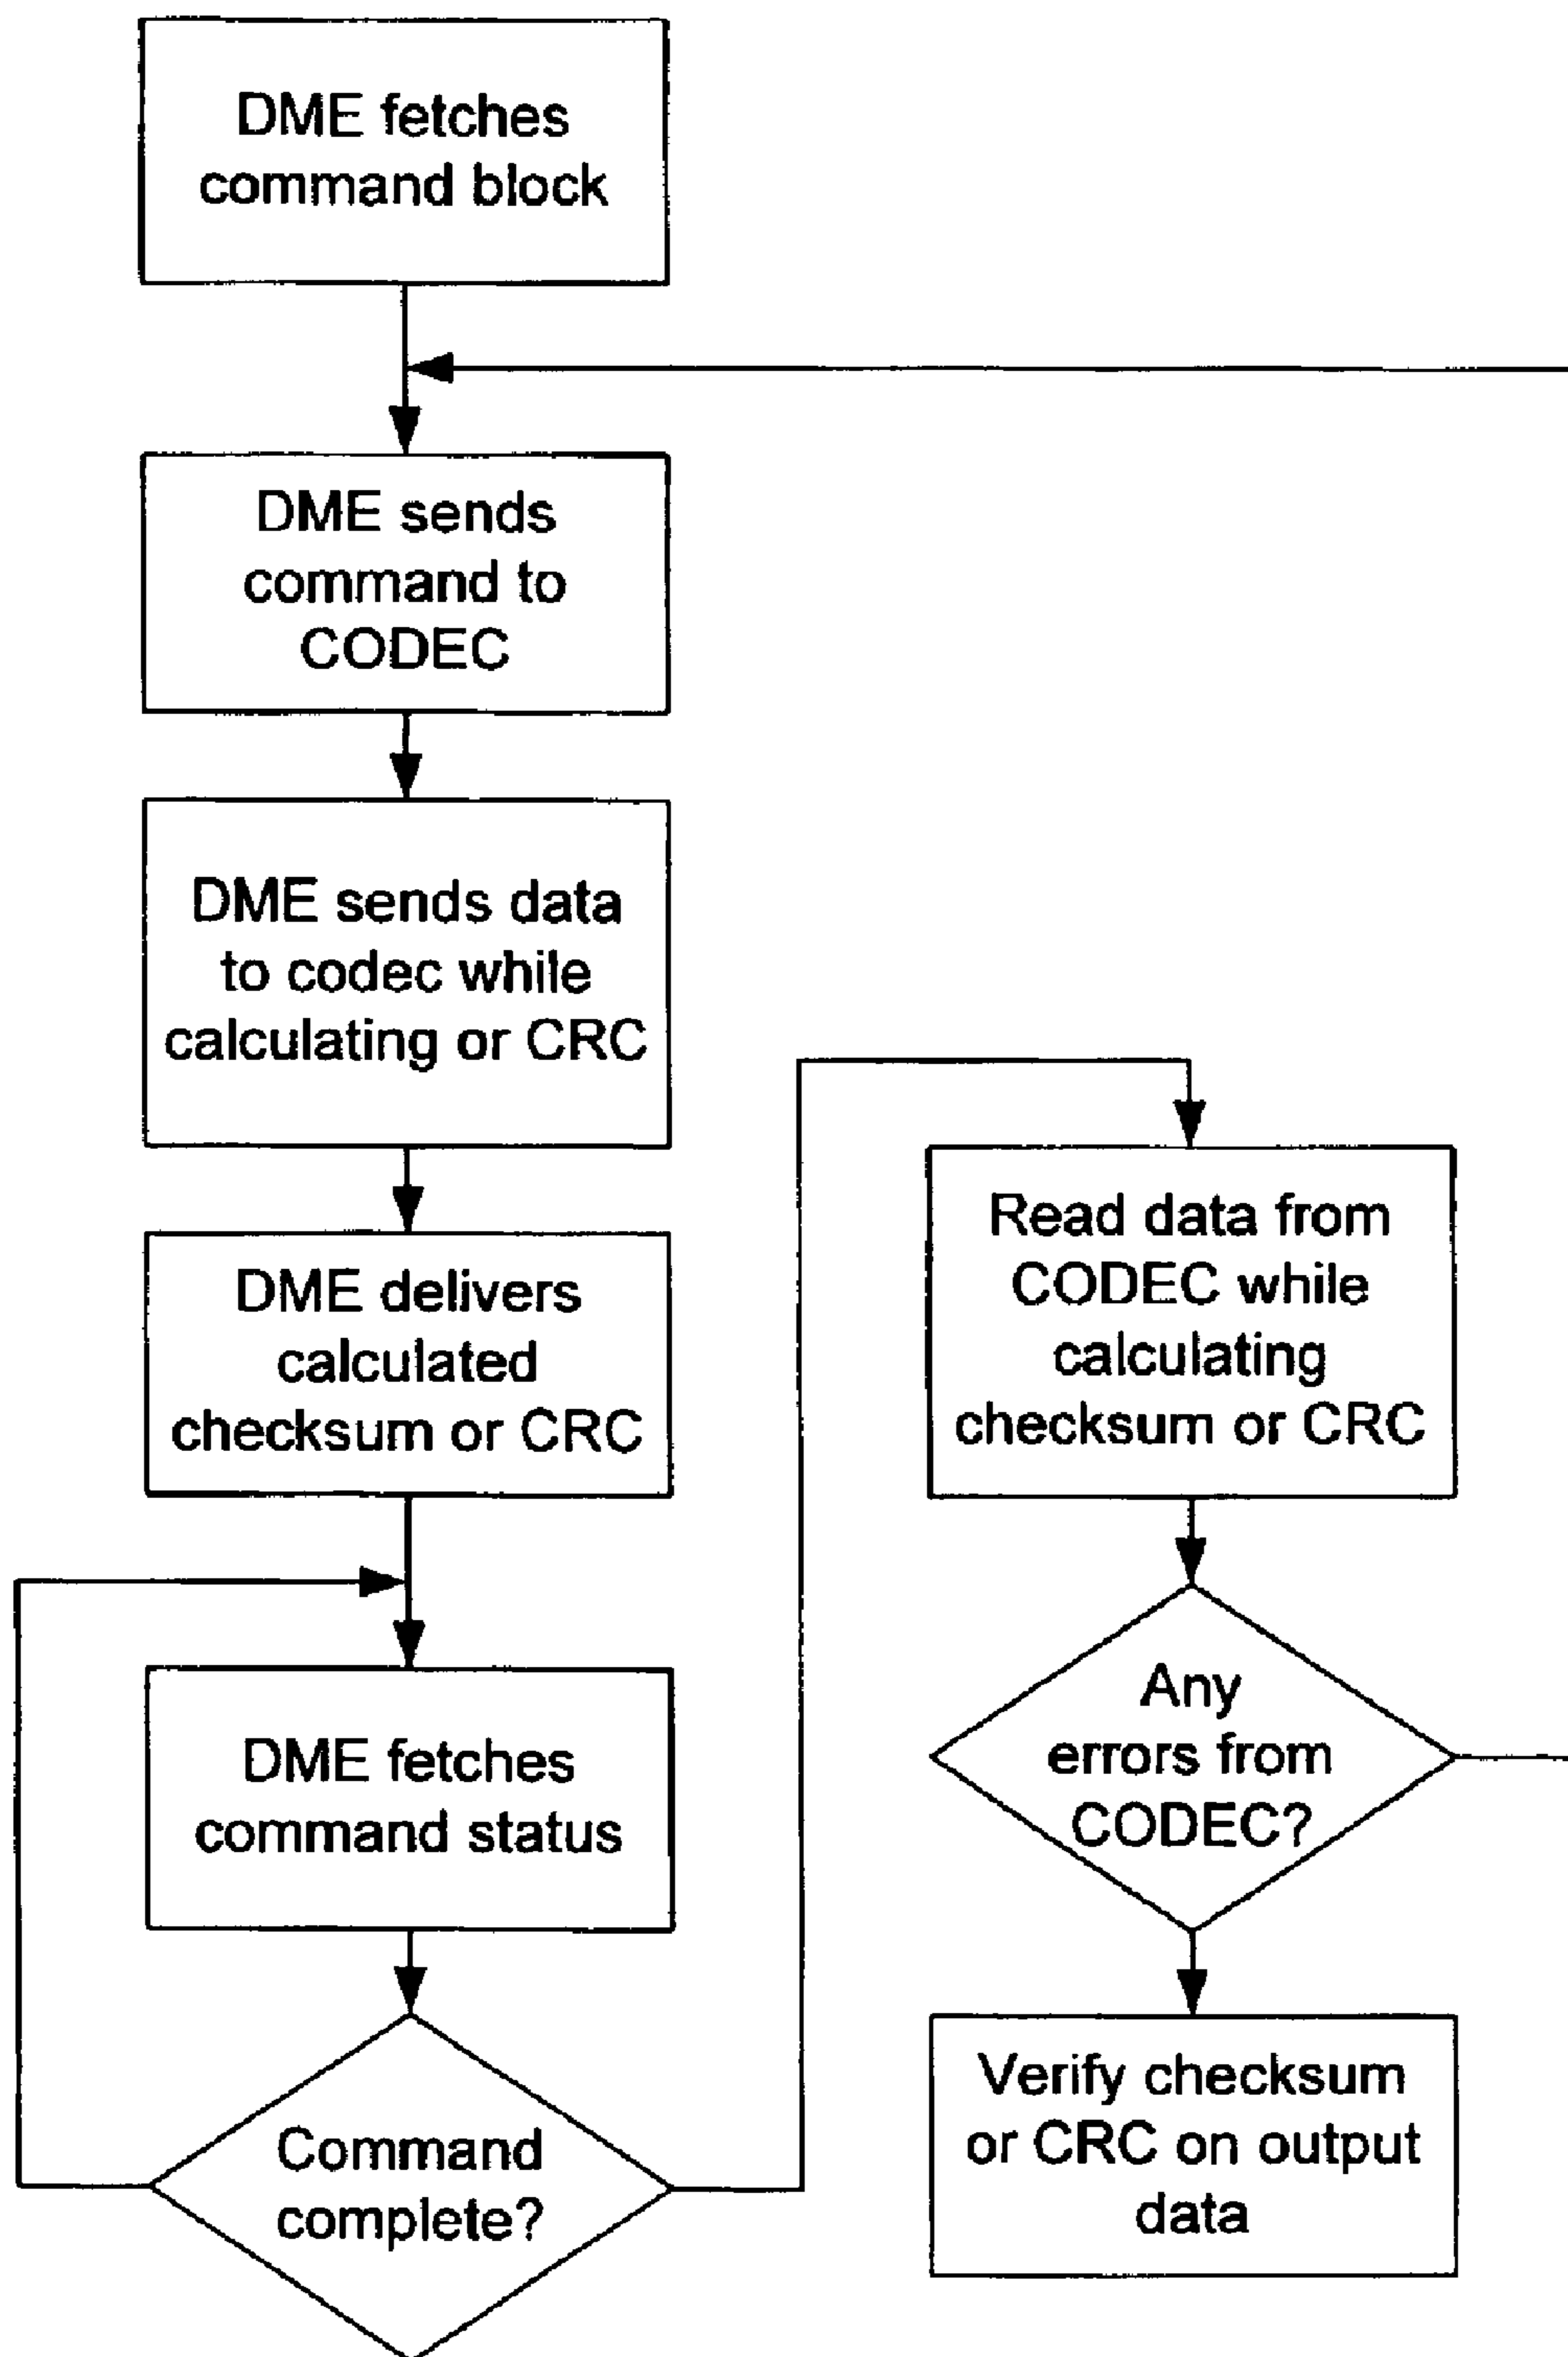 DME fetches
command block
DME sends
command to
CODEC
DME sends data
to codec while
calculating or CRC
DME delivers
calculated
checksum or CRC
DME fetches
command status
Command
complete?
Read data from
CODEC while
calculating
checksum or CRC
Any
errors from
CODEC?
Verify checksum
or CRC on output
data